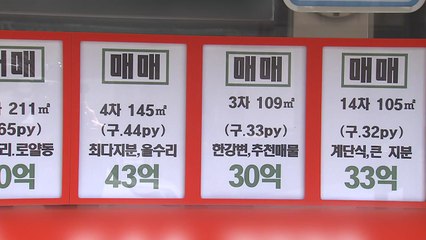 매매
차 211㎡
65py)
리.로얄동
0억
매매
4차 145㎡
(구.44py)
최다지분,올수리
43억
매매
3차 109㎡
(구.33py)
한강변,추천매물
30억
매매
14차 105㎡
(구.32py)
계단식,큰 지분
33억